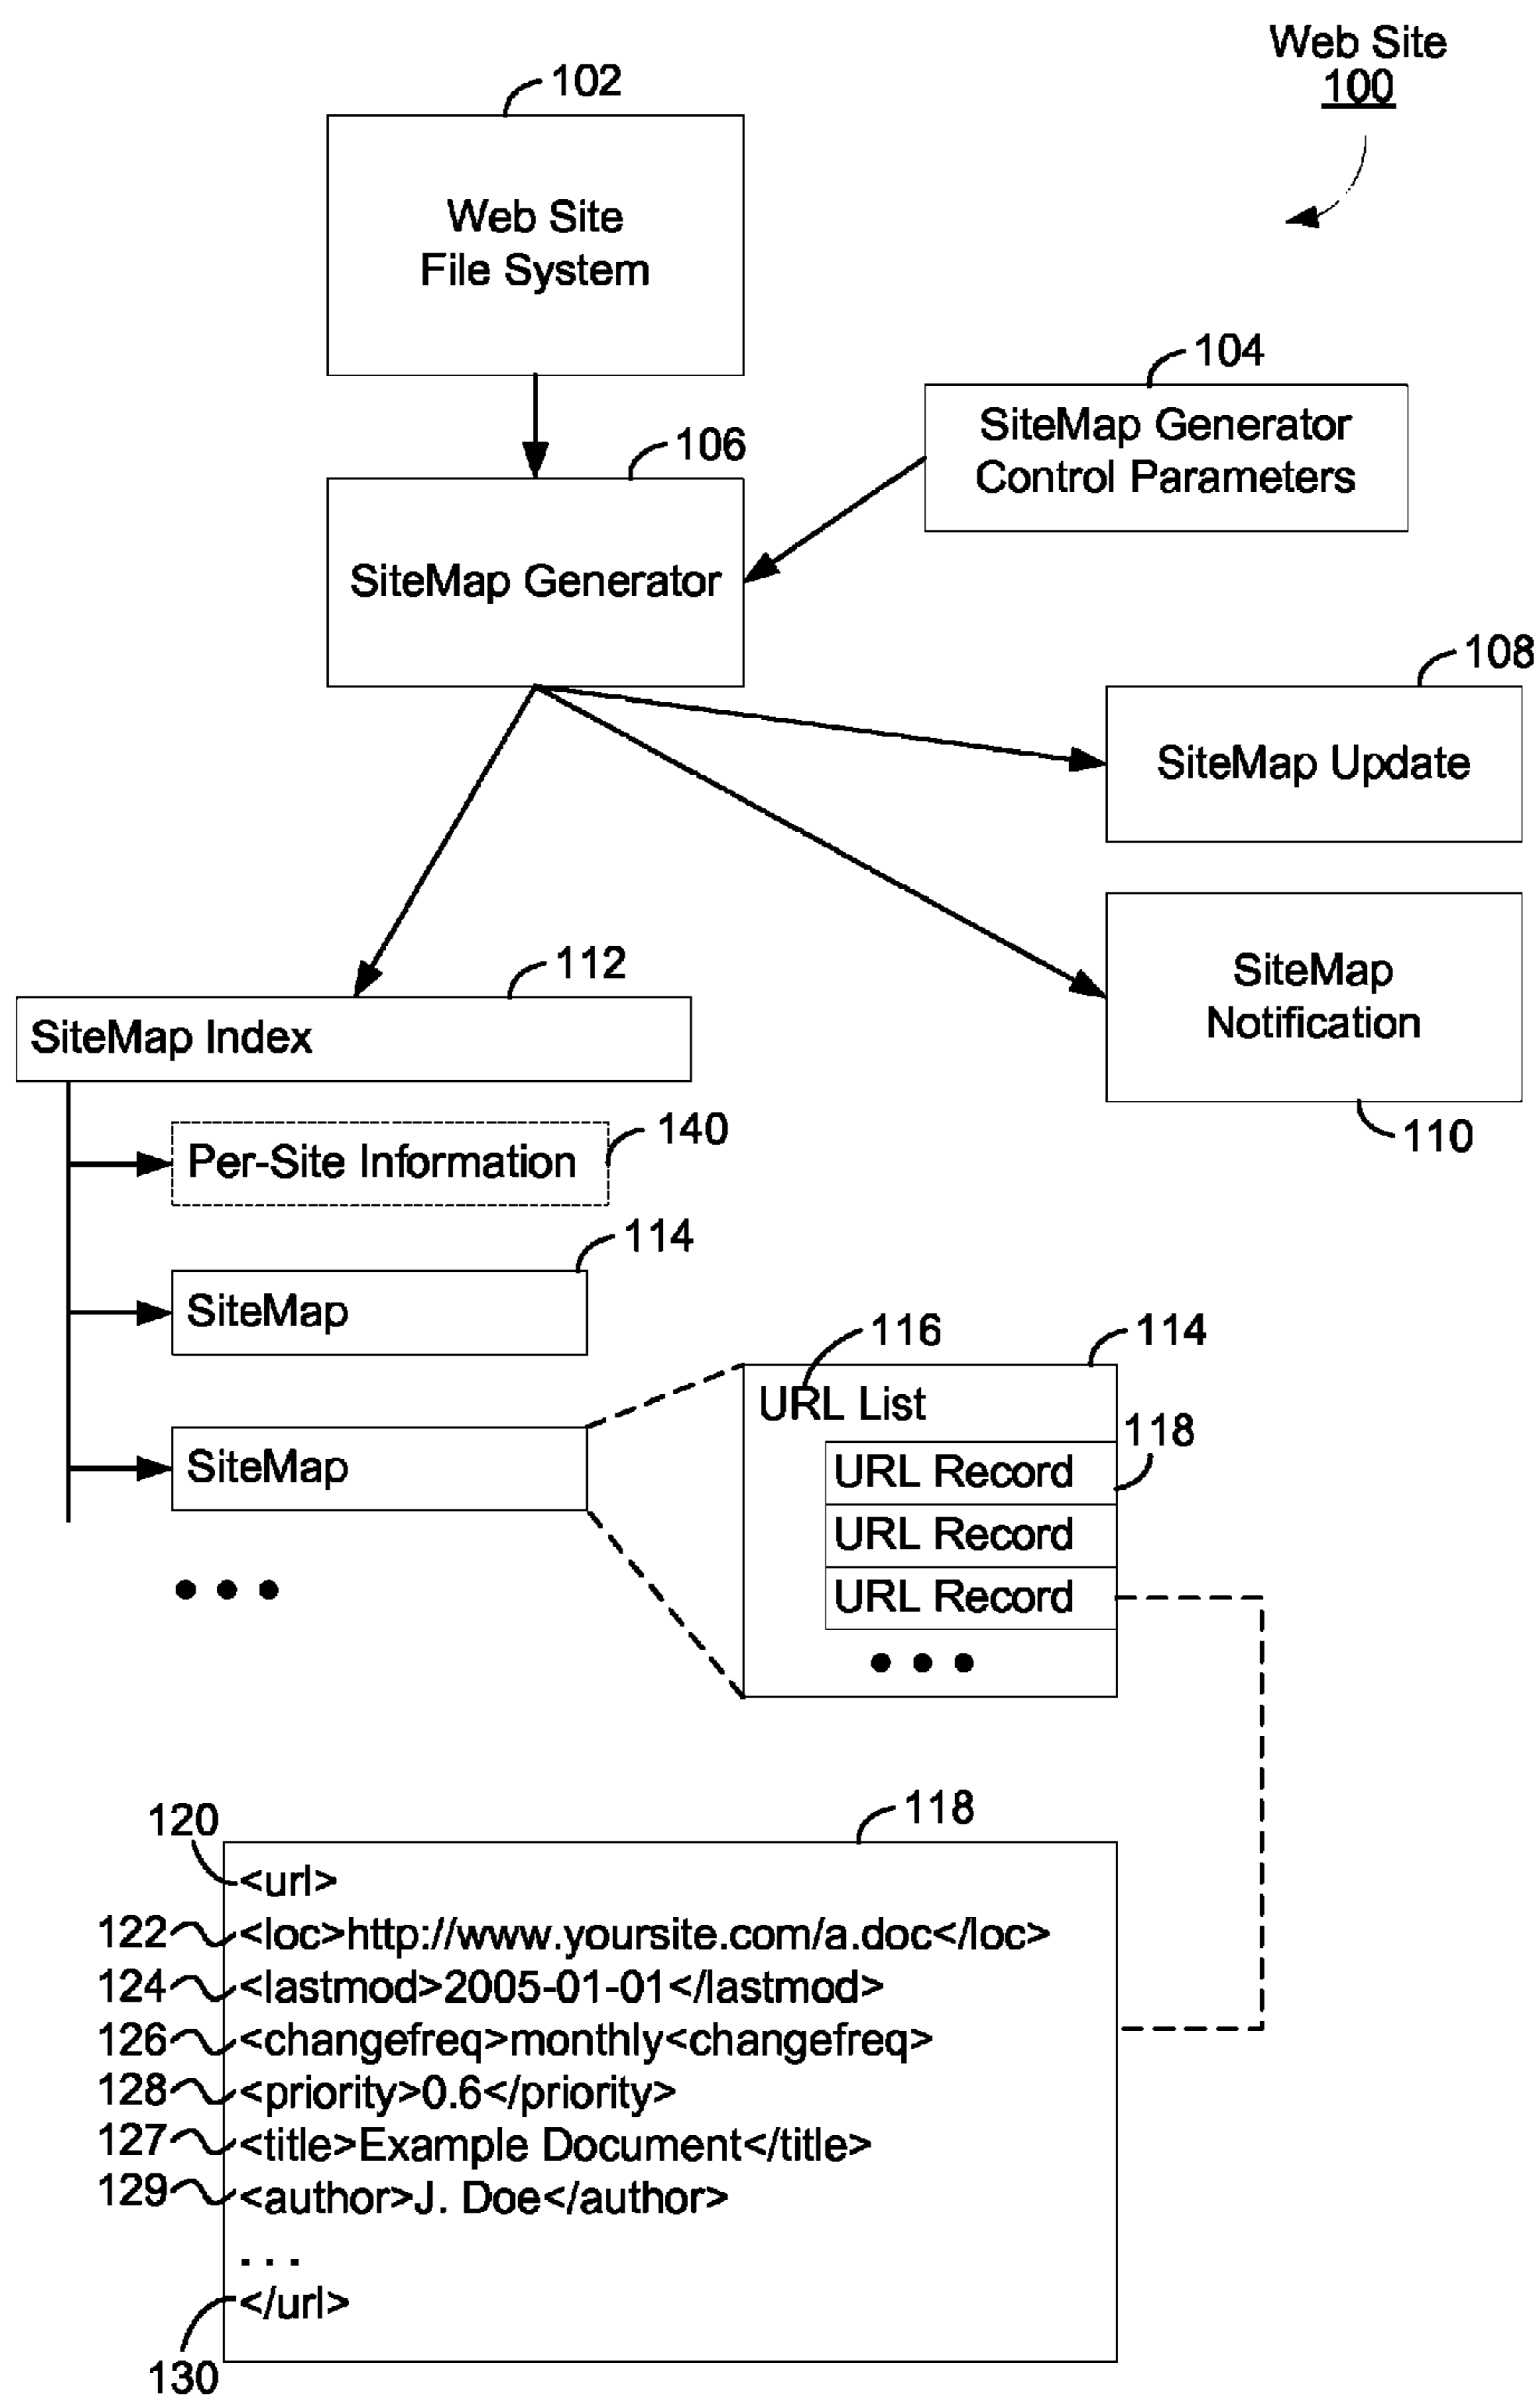 Web Site
100
102
Web Site
File System
104
SiteMap Generator
Control Parameters
106
SiteMap Generator
108
SiteMap Update
SiteMap
Notification
110
112
SiteMap Index
140
Per-Site Information
114
SiteMap
SiteMap
• • •
116
114
URL List
118
URL Record
URL Record
URL Record
• • •
118
120
<url>
122 <loc>http://www.yoursite.com/a.doc</loc>
124 <lastmod>2005-01-01</lastmod>
126 <changefreq>monthly<changefreq>
128 <priority>0.6</priority>
127 <title>Example Document</title>
129 <author>J. Doe</author>
. . .
</url>
130